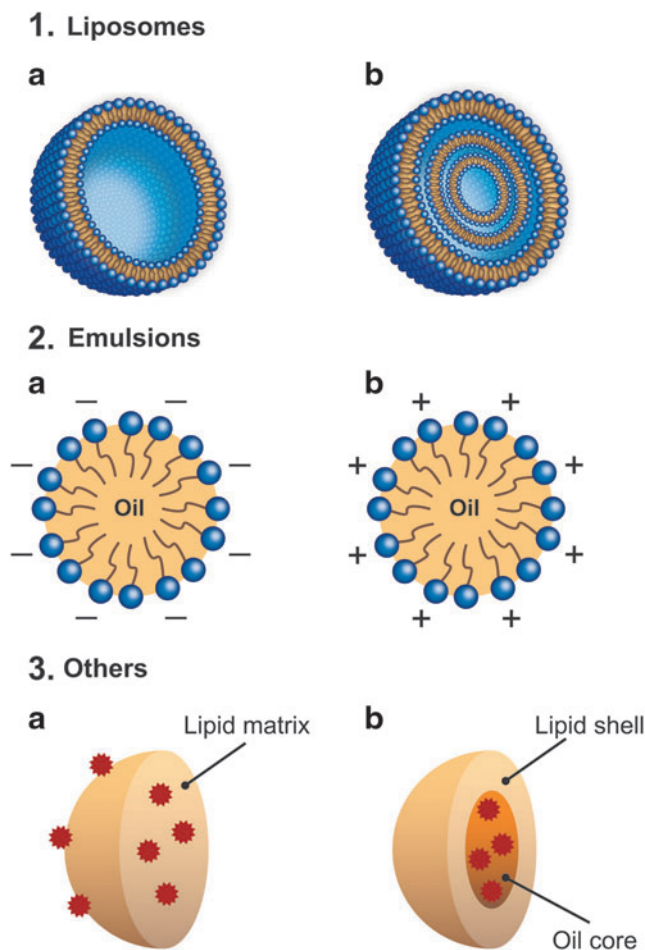 1. Liposomes
a b
2. Emulsions
a b
— — + +
— — + +
Oil Oil
— — + +
— — + +
3. Others
a b
Lipid matrix Lipid shell
Oil core